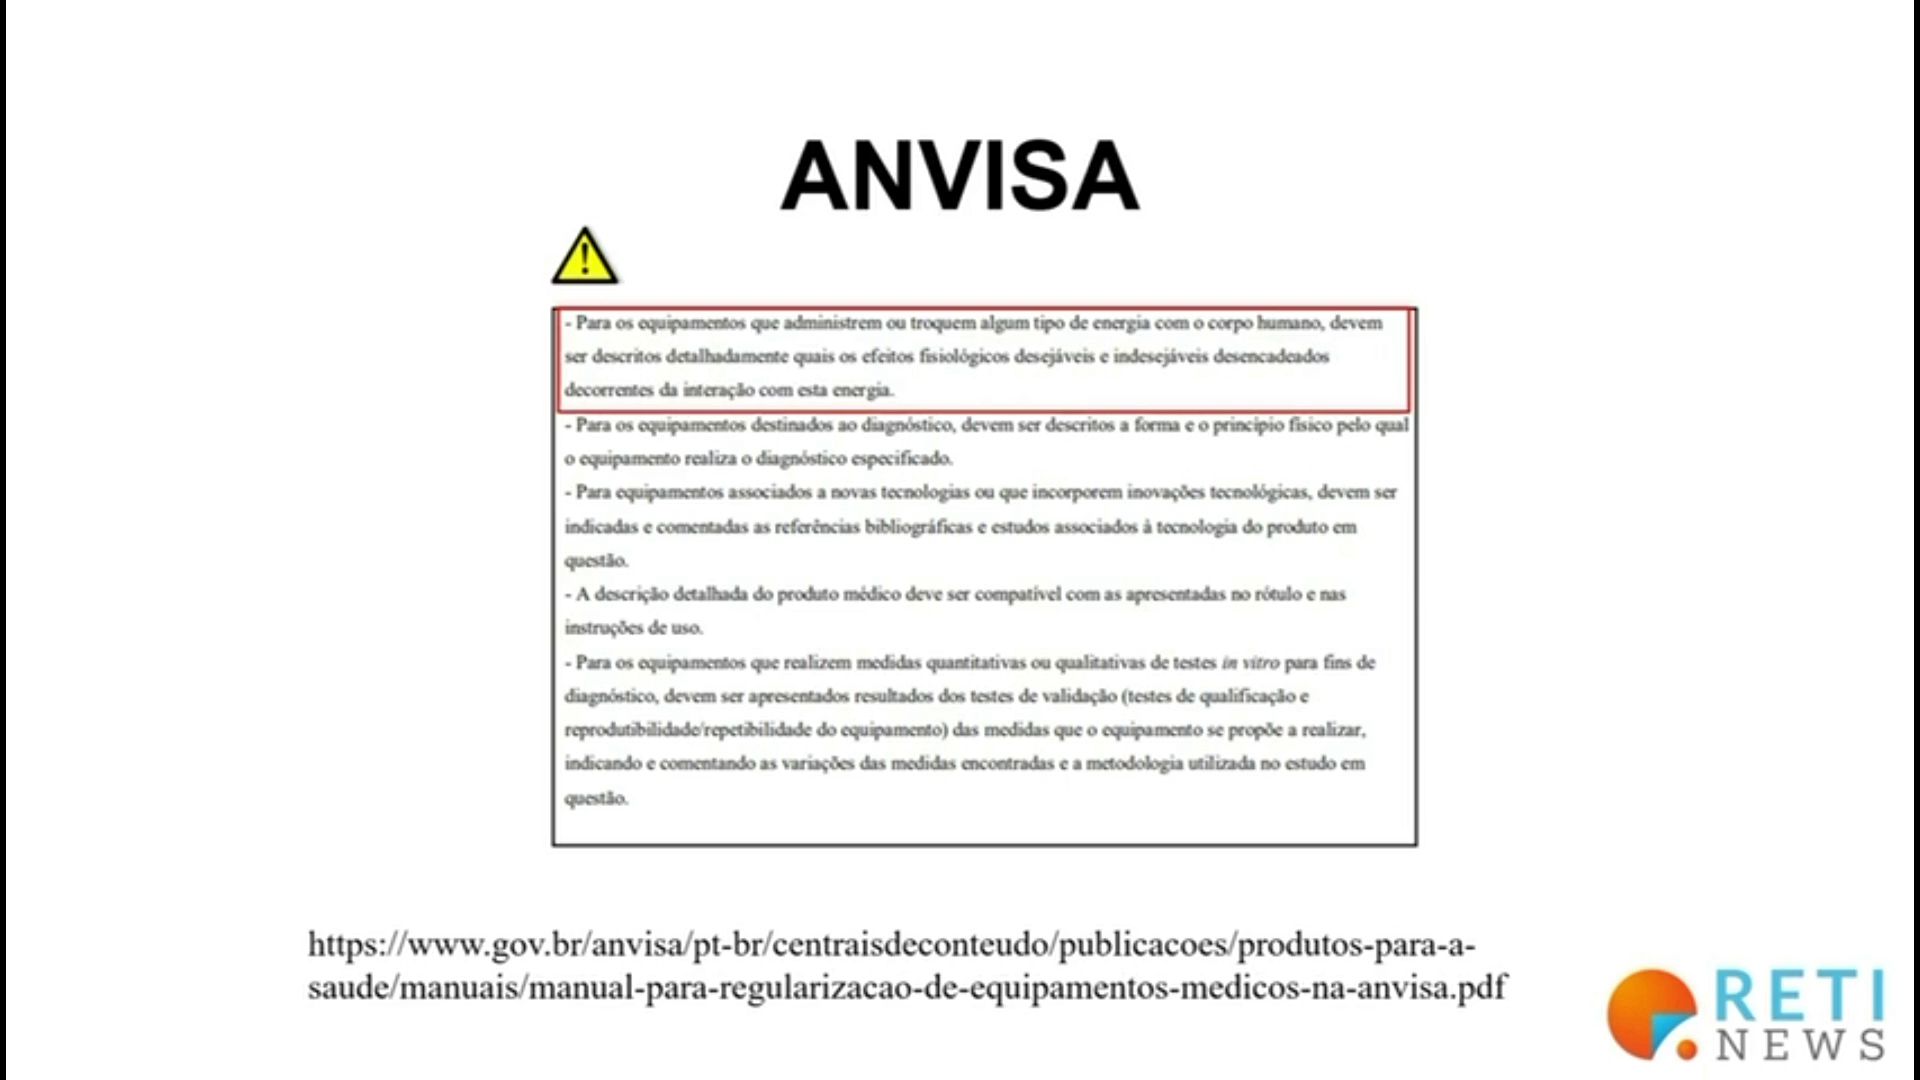 ANVISA
- Para os equipamentos que administrem ou troquem algum tipo de energia com o corpo humano, devem
ser descritos detalhadamente quais os efeitos fisiológicos desejáveis e indesejáveis desencadeados
decorrentes da interação com esta energia.
- Para os equipamentos destinados ao diagnóstico, devem ser descritos a forma e o princípio físico pelo qual
o equipamento realiza o diagnóstico especificado.
- Para equipamentos associados a novas tecnologias ou que incorporem inovações tecnológicas, devem ser
indicadas e comentadas as referências bibliográficas e estudos associados à tecnologia do produto em
questão.
- A descrição detalhada do produto médico deve ser compatível com as apresentadas no rótulo e nas
instruções de uso.
- Para os equipamentos que realizem medidas quantitativas ou qualitativas de testes in vitro para fins de
diagnóstico, devem ser apresentados resultados dos testes de validação (testes de qualificação e
reprodutibilidade/repetibilidade do equipamento) das medidas que o equipamento se propõe a realizar,
indicando e comentando as variações das medidas encontradas e a metodologia utilizada no estudo em
questão.
https://www.gov.br/anvisa/pt-br/centraisdeconteudo/publicacoes/produtos-para-a-
saude/manuais/manual-para-regularizacao-de-equipamentos-medicos-na-anvisa.pdf
RETI
NEWS